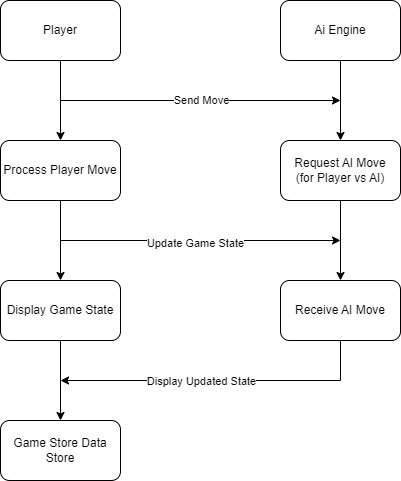 Player
Ai Engine
Send Move
Process Player Move
Request AI Move
(for Player vs AI)
Update Game State
Display Game State
Receive AI Move
Display Updated State
Game Store Data
Store